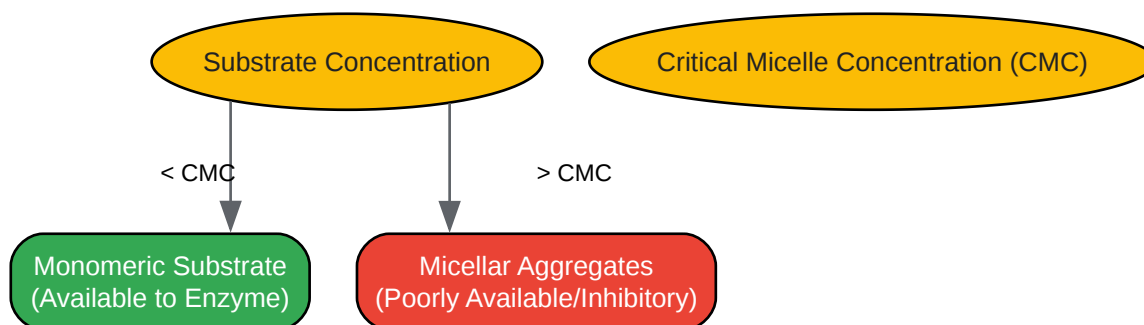 Substrate Concentration
Critical Micelle Concentration (CMC)
< CMC
> CMC
Monomeric Substrate
(Available to Enzyme)
Micellar Aggregates
(Poorly Available/Inhibitory)